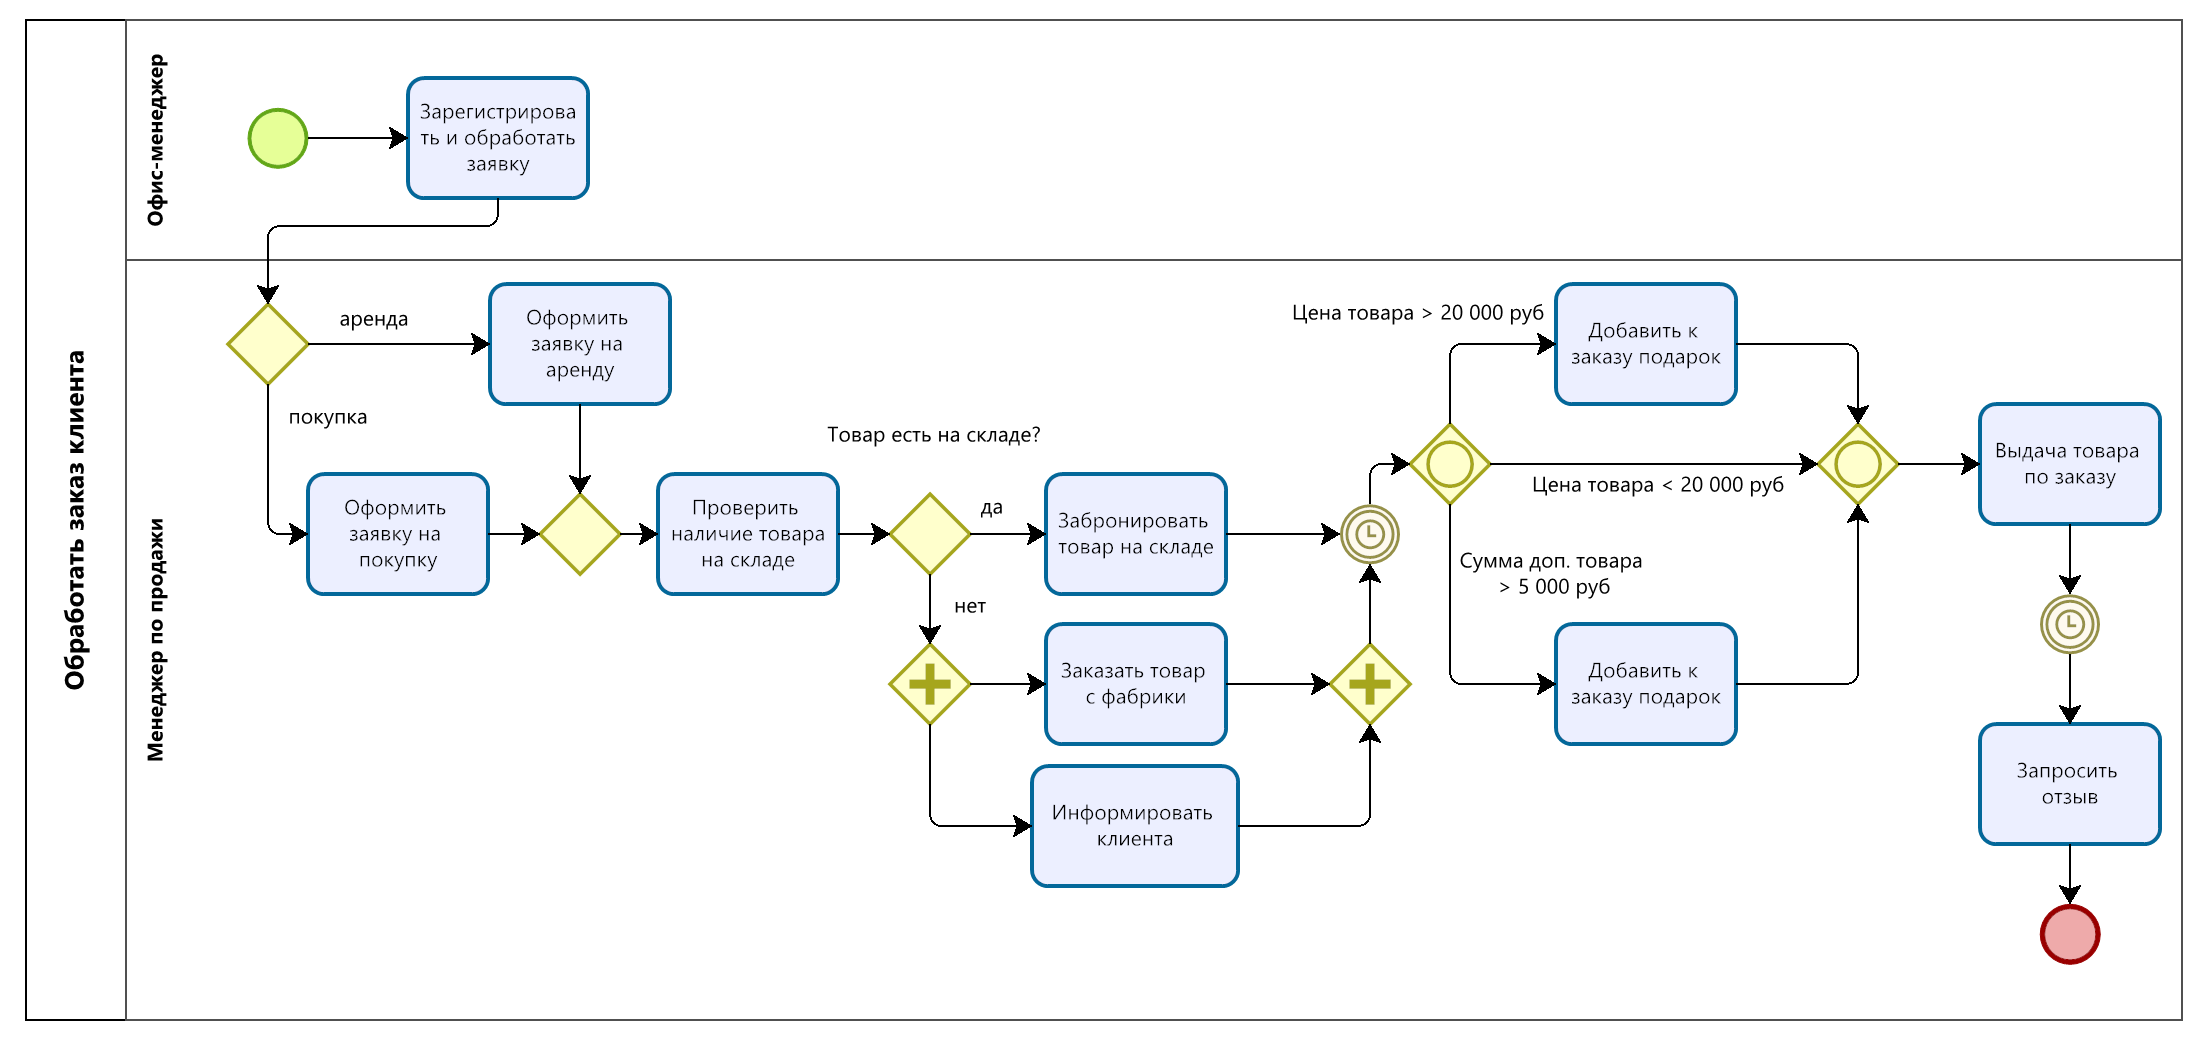 Обработать заказ клиента
Офис-менеджер
Зарегистрирова
ть и обработать
заявку
Менеджер по продажи
аренда
Оформить
заявку на
аренду
покупка
Оформить
заявку на
покупку
Проверить
наличие товара
на складе
Товар есть на складе?
да
Забронировать
товар на складе
нет
Заказать товар
с фабрики
Информировать
клиента
Цена товара > 20 000 руб
Добавить к
заказу подарок
Цена товара < 20 000 руб
Сумма доп. товара
> 5 000 руб
Добавить к
заказу подарок
Выдача товара
по заказу
Запросить
отзыв